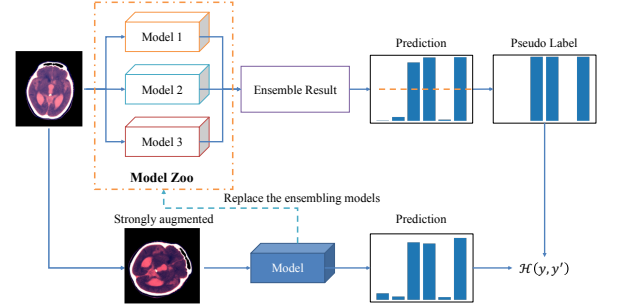 Model 1
Model 2
Model 3
Model Zoo
Ensemble Result
Prediction
Pseudo Label
Replace the ensembling models
Strongly augmented
Model
Prediction
ℋ(y, y′)